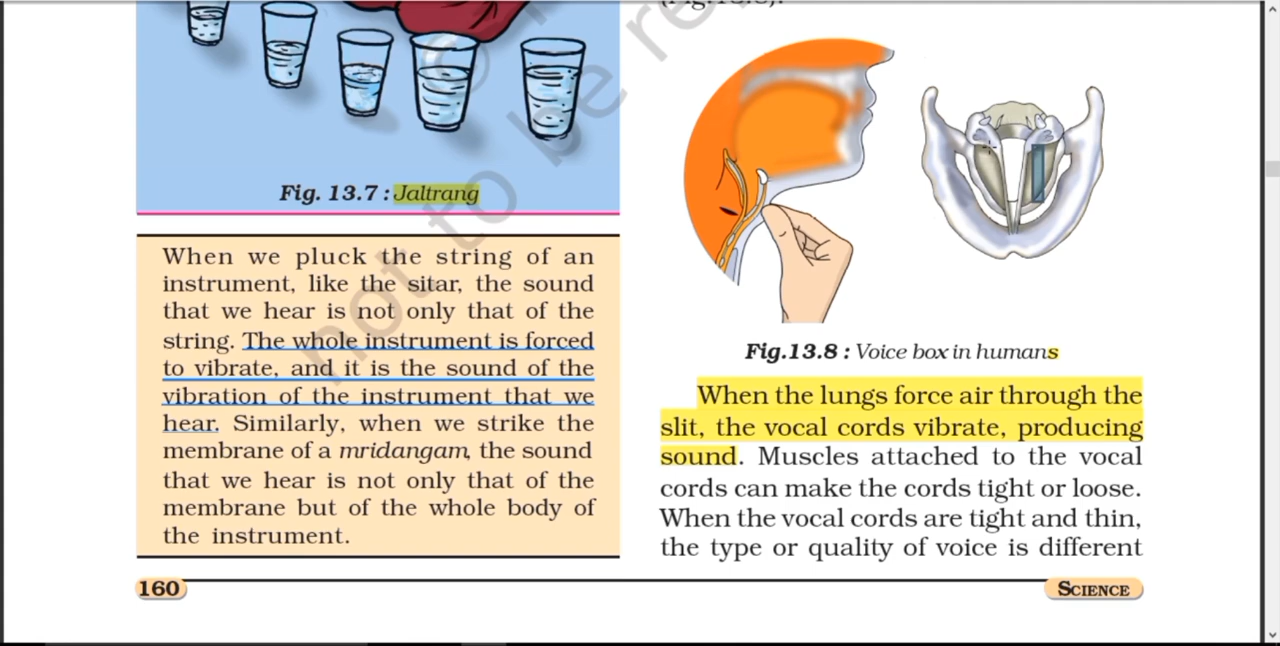 Fig. 13.7 : Jaltrang
When we pluck the string of an
instrument, like the sitar, the sound
that we hear is not only that of the
string. The whole instrument is forced
to vibrate, and it is the sound of the
vibration of the instrument that we
hear. Similarly, when we strike the
membrane of a mridangam, the sound
that we hear is not only that of the
membrane but of the whole body of
the instrument.
Fig.13.8 : Voice box in humans
When the lungs force air through the
slit, the vocal cords vibrate, producing
sound. Muscles attached to the vocal
cords can make the cords tight or loose.
When the vocal cords are tight and thin,
the type or quality of voice is different
160
SCIENCE
not to be re